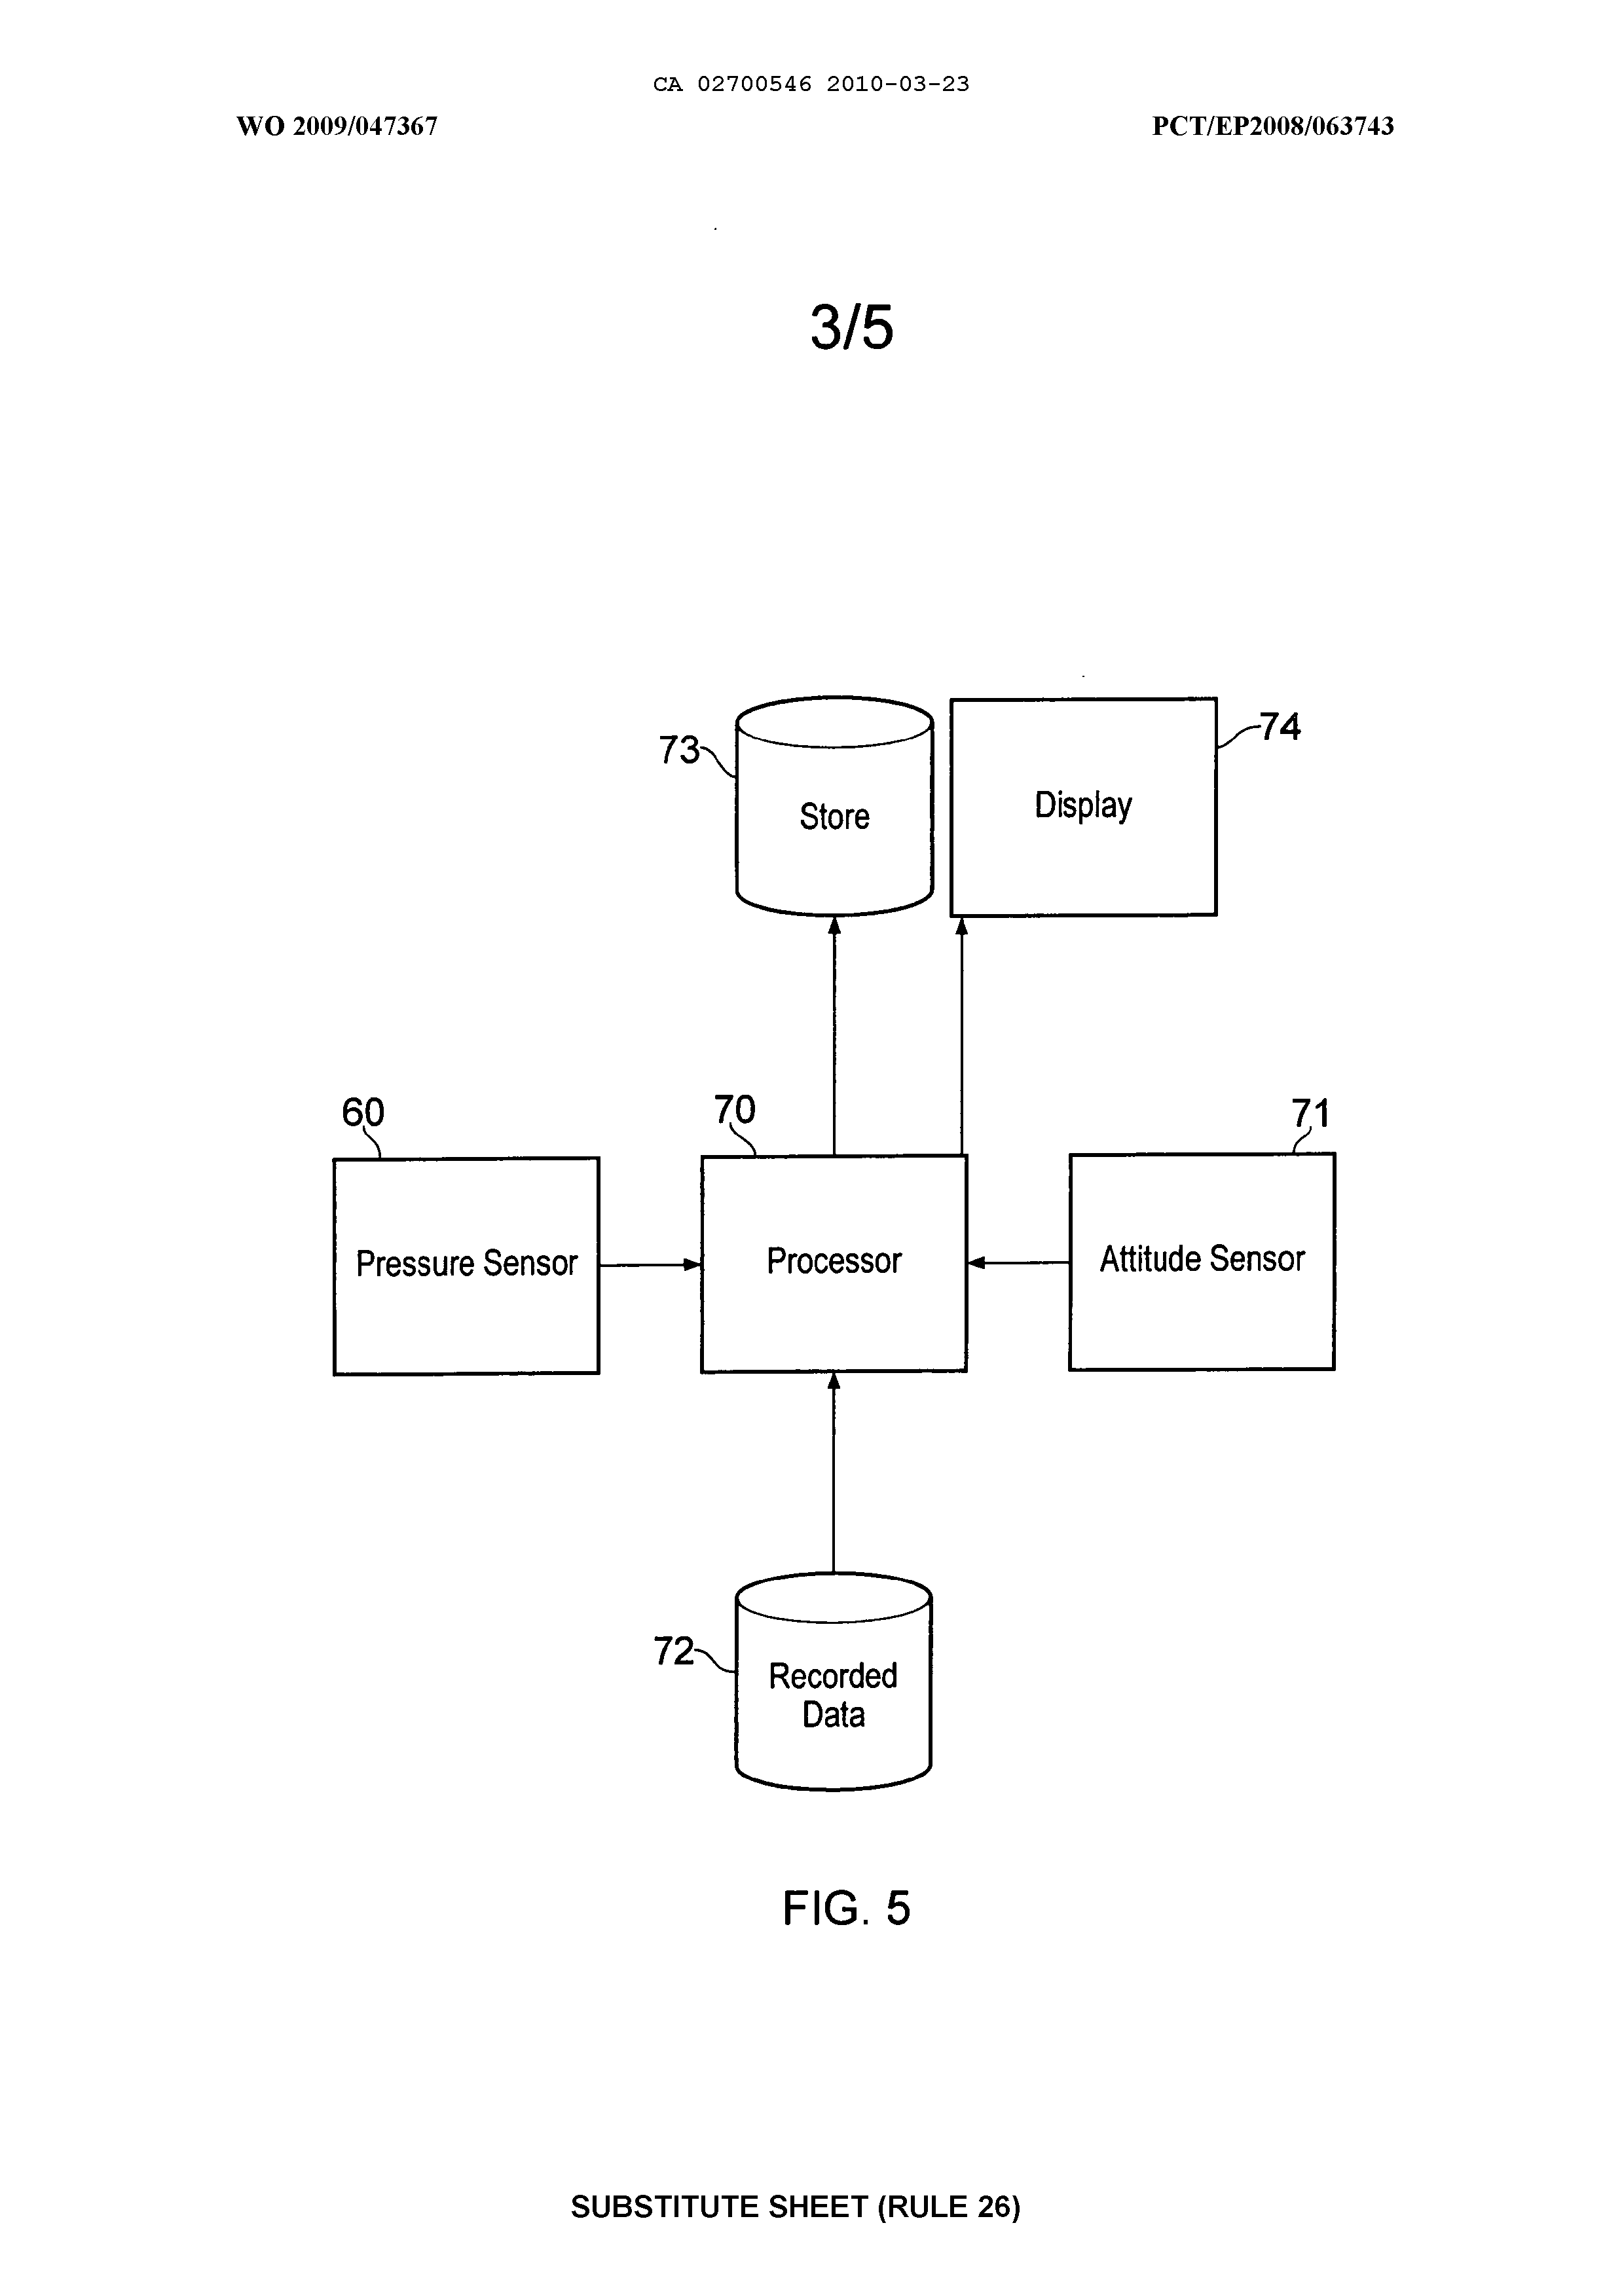 CA 02700546 2010-03-23
WO 2009/047367
PCT/EP2008/063743
3/5
73
Store
74
Display
60
Pressure Sensor
70
Processor
71
Attitude Sensor
72
Recorded
Data
FIG. 5
SUBSTITUTE SHEET (RULE 26)